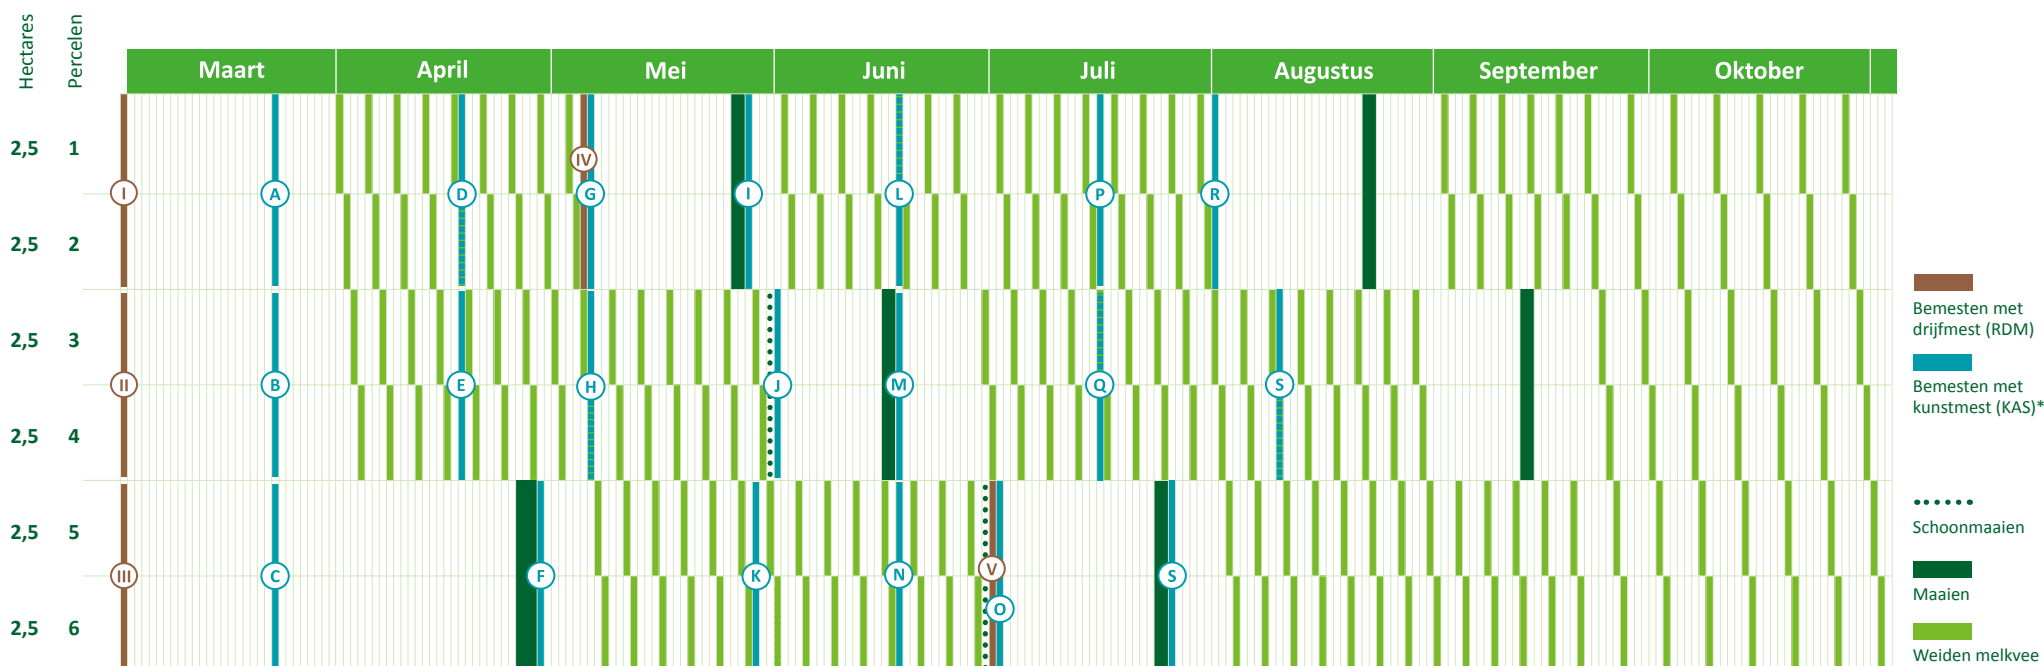 Hectares
Percelen
Maart April Mei Juni Juli Augustus September Oktober
2,5 1
IV
I A D G I L P R
2,5 2
2,5 3
II B E H J M Q S
2,5 4
2,5 5
V
III C F K N S
O
2,5 6
Bemesten met
drijfmest (RDM)
Bemesten met
kunstmest (KAS)*
Schoonmaaien
Maaien
Weiden melkvee